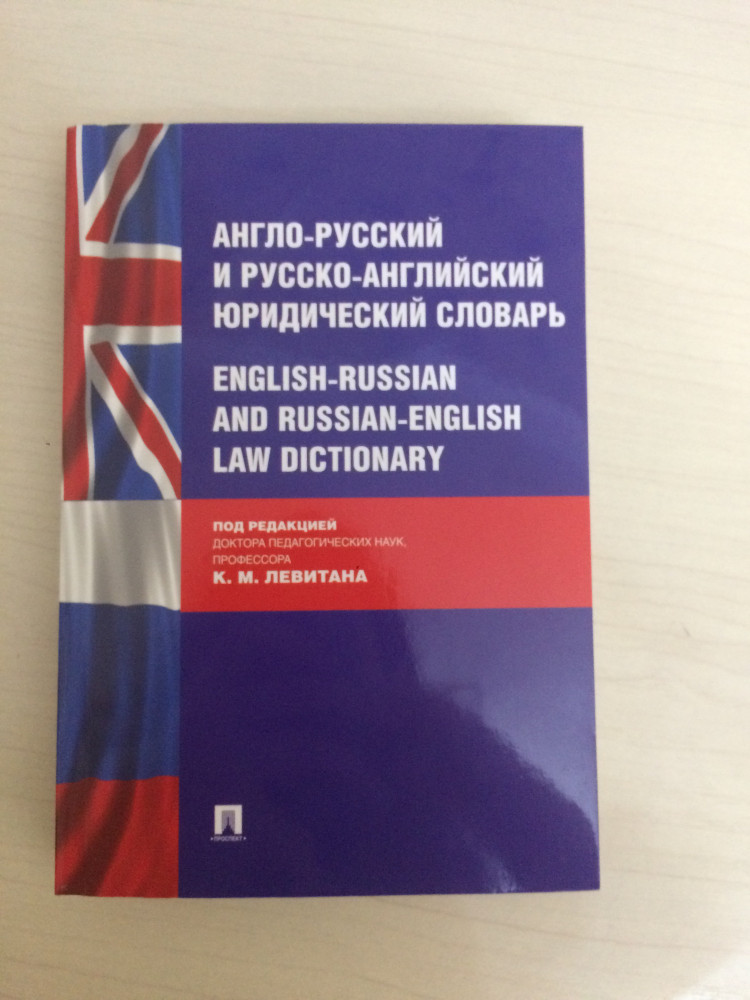 АНГЛО-РУССКИЙ
И РУССКО-АНГЛИЙСКИЙ
ЮРИДИЧЕСКИЙ СЛОВАРЬ
ENGLISH-RUSSIAN
AND RUSSIAN-ENGLISH
LAW DICTIONARY
ПОД РЕДАКЦИЕЙ
ДОКТОРА ПЕДАГОГИЧЕСКИХ НАУК,
ПРОФЕССОРА
К. М. ЛЕВИТАНА
•ПРОСПЕКТ•